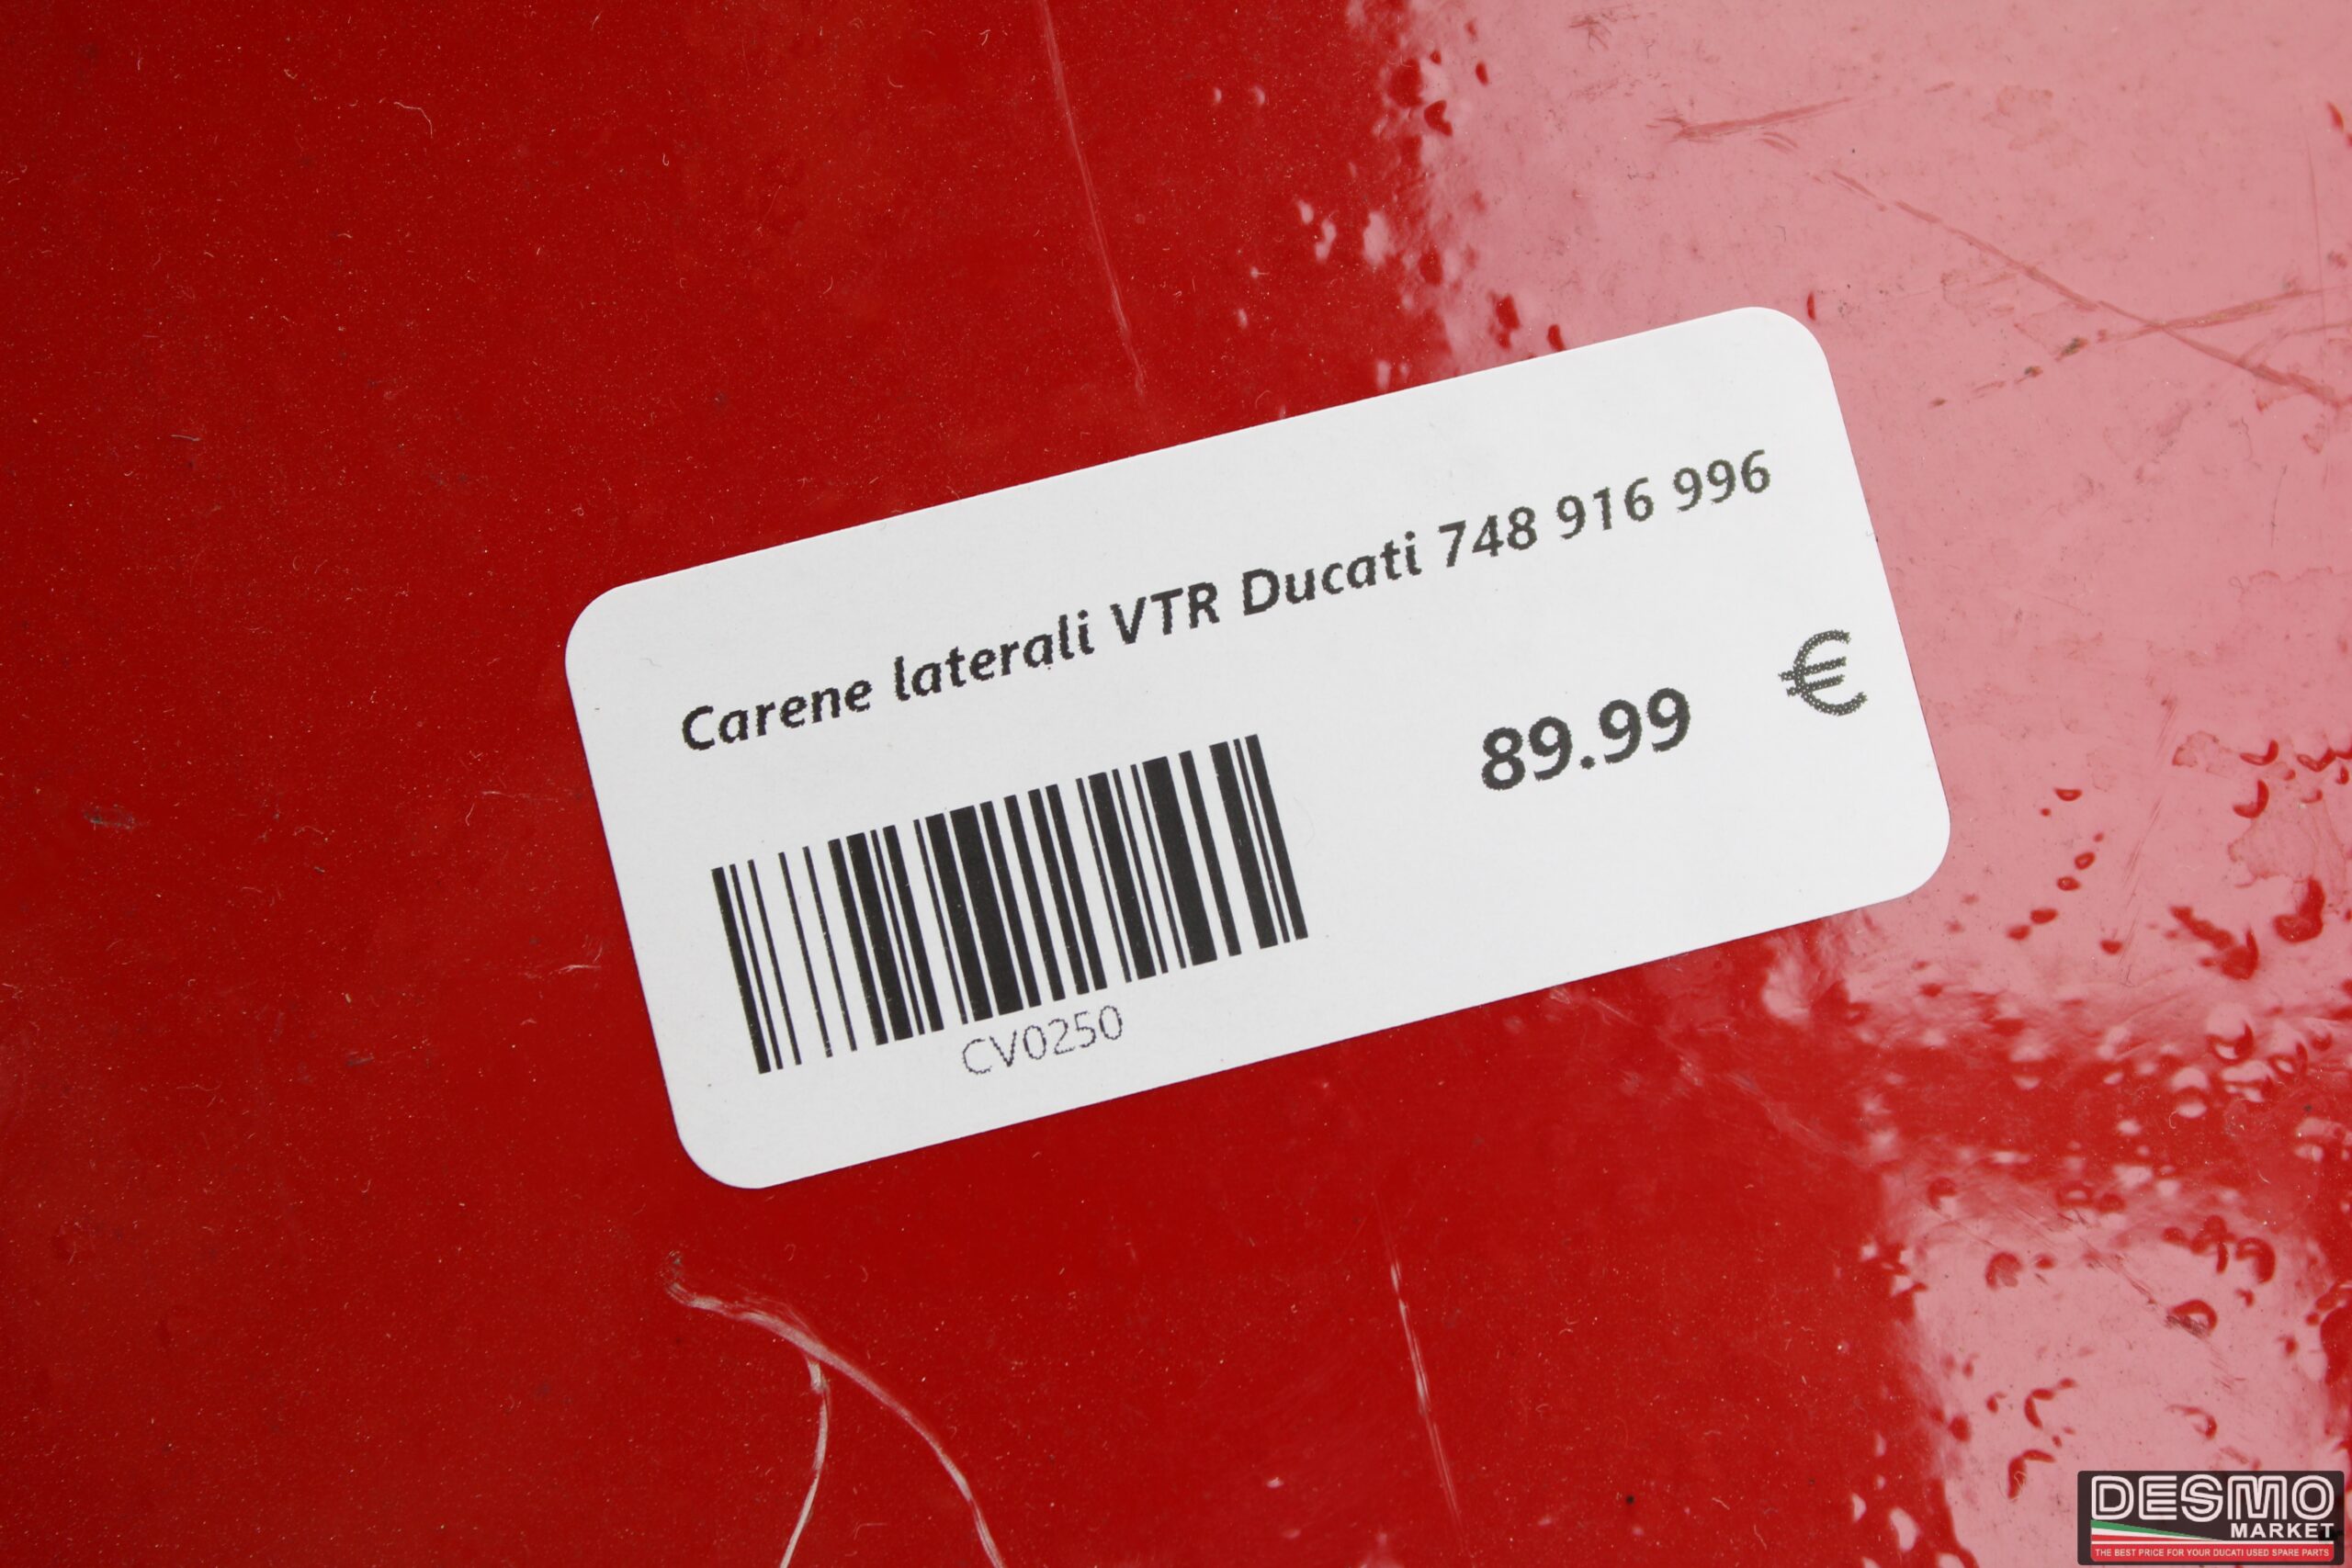 Carene laterali VTR Ducati 748 916 996
89.99 €
CV0250
DESMO
MARKET
THE BEST PRICE FOR YOUR DUCATI USED SPARE PARTS